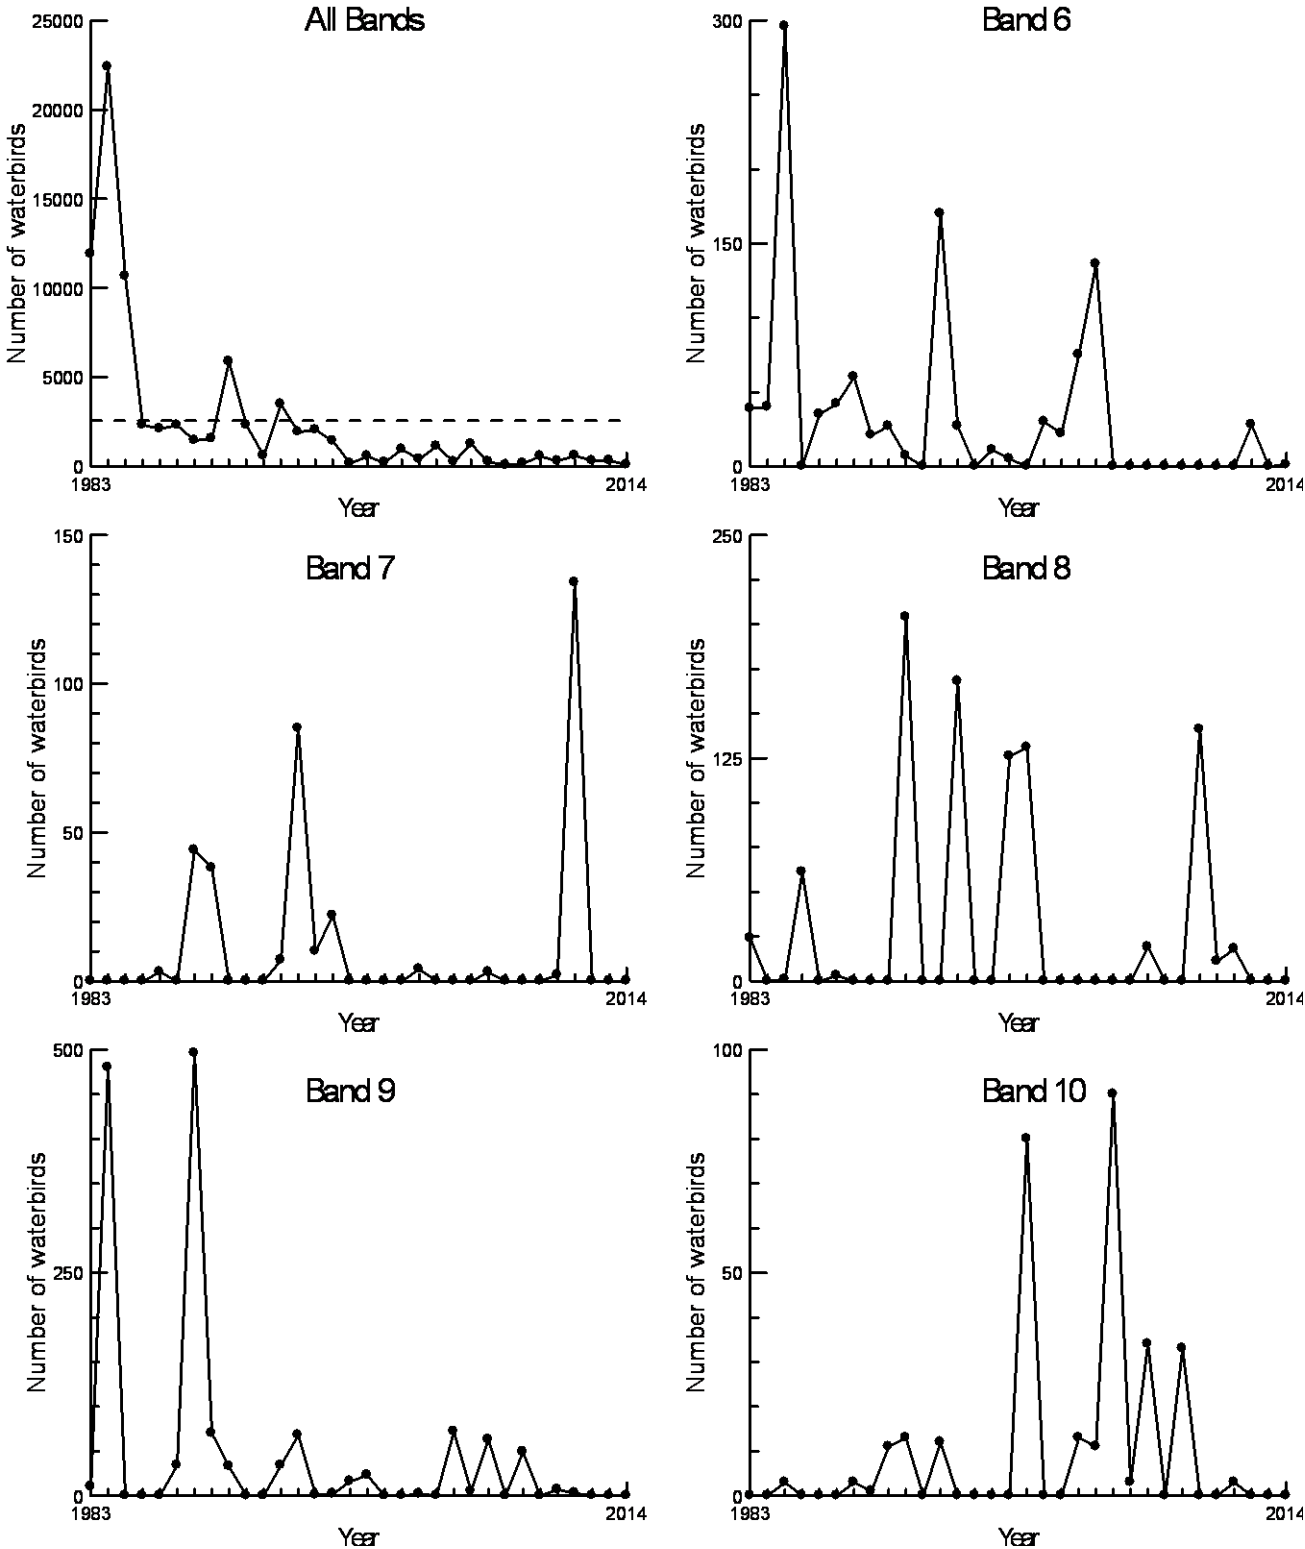 All Bands
25000
20000
15000
10000
5000
0
Number of waterbirds
1983
2014
Year
Band 6
300
150
0
Number of waterbirds
1983
2014
Year
Band 7
150
100
50
0
Number of waterbirds
1983
2014
Year
Band 8
250
125
0
Number of waterbirds
1983
2014
Year
Band 9
500
250
0
Number of waterbirds
1983
2014
Year
Band 10
100
50
0
Number of waterbirds
1983
2014
Year